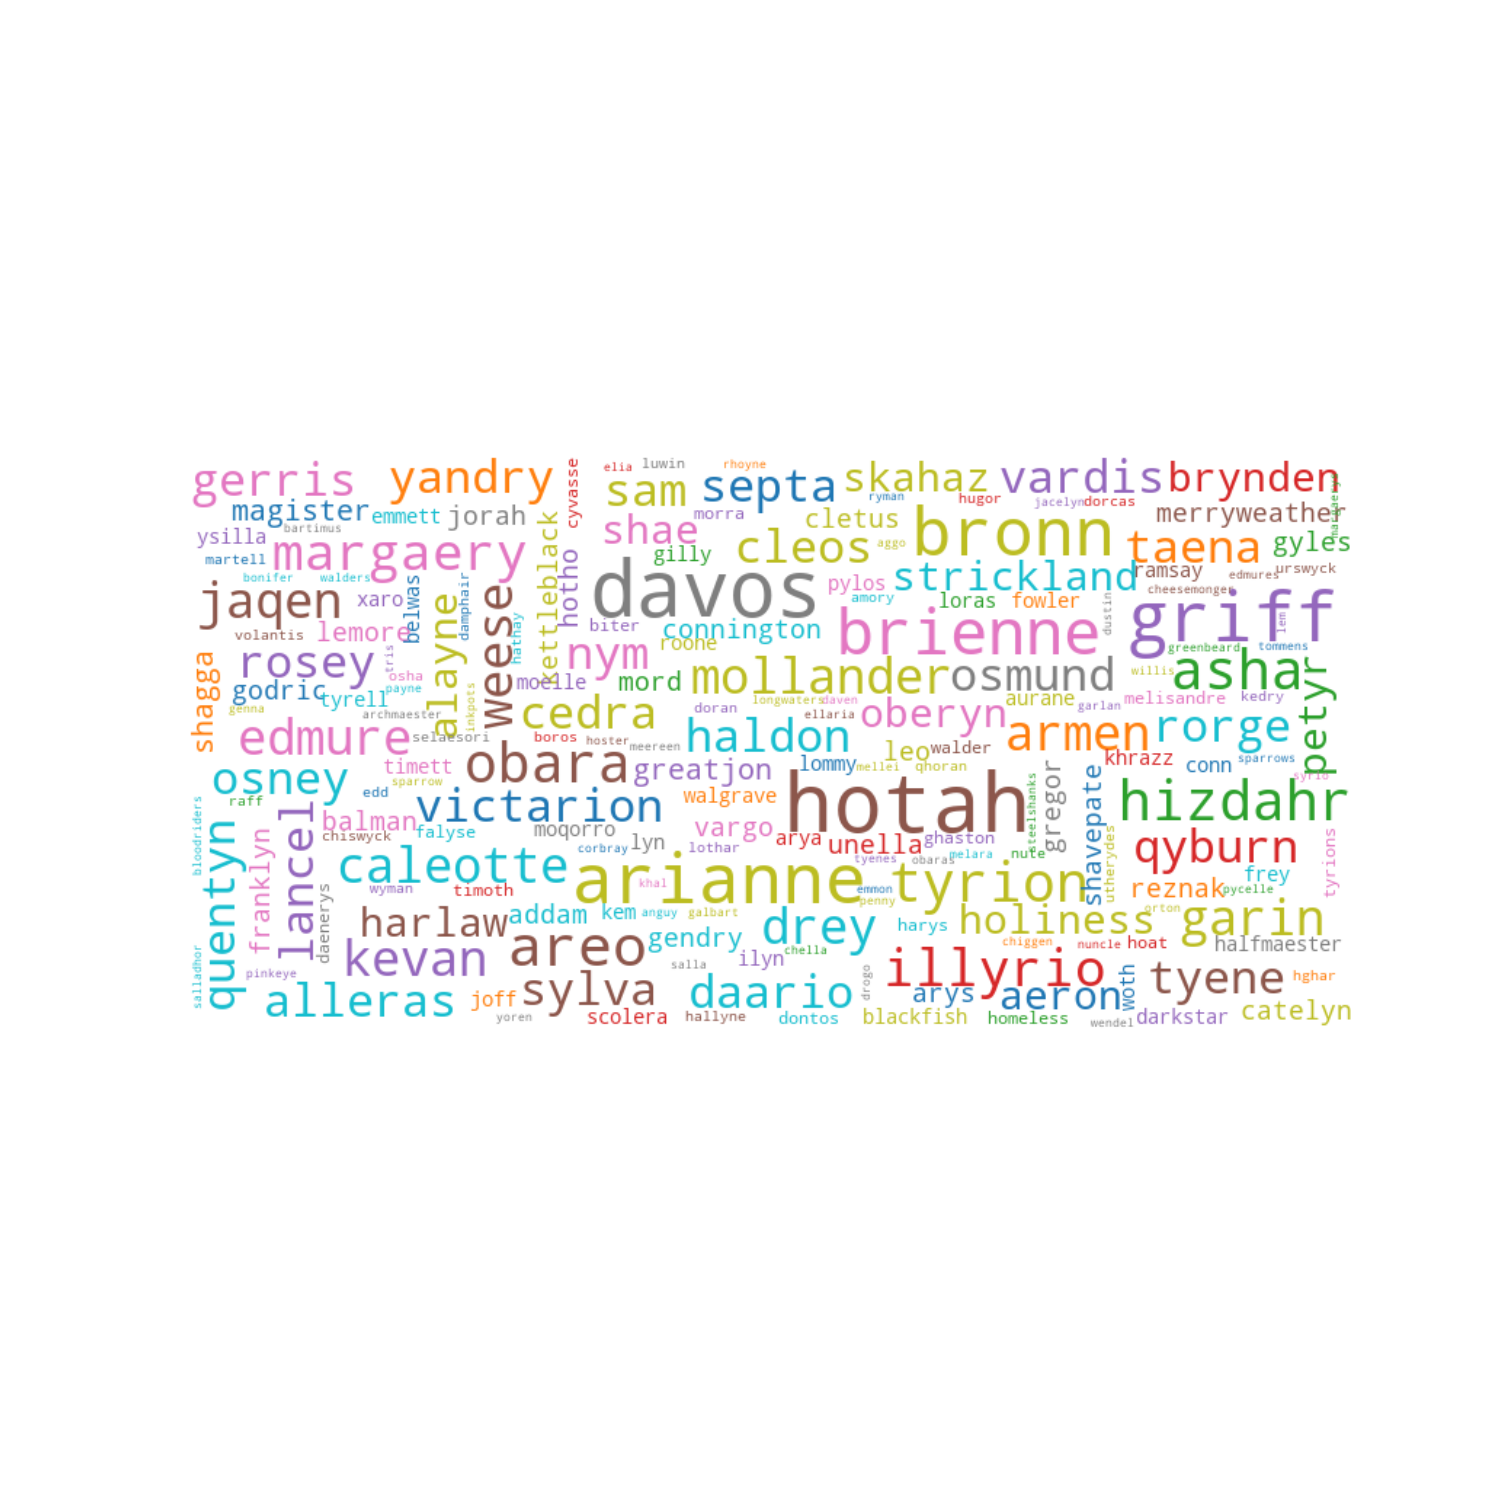 gerris
yandry
cyvasse
elia
luwin
rhoyne
sam
septa
skahaz
vardis
brynden
margaerys
magister
emmett
jorah
kettleblack
shae
morra
ryman
hugor
jacelyn
dorcas
merryweather
ysilla
bartimus
margaery
hotho
gilly
cleos
cletus
aggo
bronn
taena
gyles
martell
bonifer
walders
belwas
damphair
davos
pylos
strickland
ramsay
edmures
urswyck
jaqen
xaro
alayne
weese
hathay
biter
connington
amory
loras
fowler
dustin
cheesemonger
griff
lem
volantis
lemore
nym
roone
brienne
greenbeard
tommens
shagga
rosey
tris
osha
moelle
mord
mollander
osmund
willis
asha
petyr
godric
tyrell
payne
inkpots
longwaters
daven
aurane
garlan
melisandre
kedry
genna
archmaester
cedra
doran
ellaria
oberyn
armen
rorge
edmure
selaesori
boros
hoster
meereen
haldon
leo
walder
khrazz
conn
sparrows
syrio
osney
timett
sparrow
obara
greatjon
lommy
mellei
qhoran
steelshanks
gregor
shavepate
bloodriders
raff
edd
victarion
walgrave
hotah
hizdahr
quentyn
franklyn
lancel
balman
chiswyck
falyse
moqorro
corbray
lyn
lothar
vargo
arya
unella
ghaston
utherydes
qyburn
tyrions
caleotte
tyenes
obaras
melara
nute
frey
daenerys
wyman
timoth
arianne
khal
emmon
penny
tyrion
reznak
pycelle
salladhor
harlaw
addam
kem
anguy
galbart
drey
harys
holiness
orton
garin
pinkeye
kevan
areo
gendry
ilyn
chella
chiggen
nuncle
hoat
halfmaester
salla
drogo
illyrio
woth
tyene
hghar
alleras
joff
sylva
daario
arys
aeron
yoren
scolera
hallyne
dontos
blackfish
homeless
wendel
darkstar
catelyn